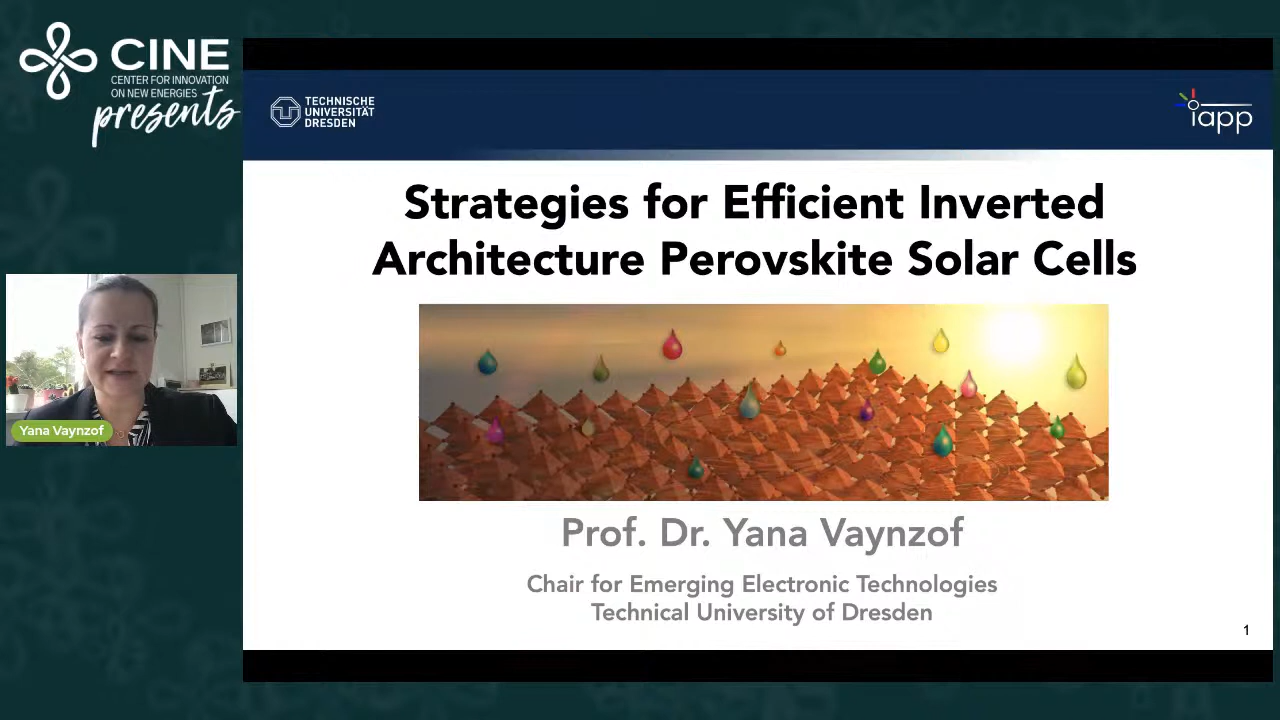 CINE
CENTER FOR INNOVATION
ON NEW ENERGIES
presents
TECHNISCHE
UNIVERSITÄT
DRESDEN
iapp
Strategies for Efficient Inverted
Architecture Perovskite Solar Cells
Yana Vaynzof
Prof. Dr. Yana Vaynzof
Chair for Emerging Electronic Technologies
Technical University of Dresden
1